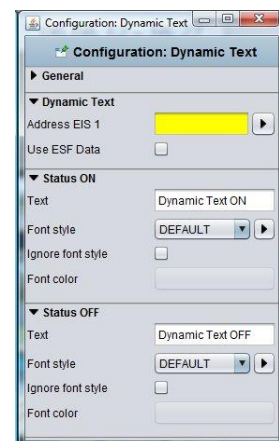 Configuration: Dynamic Text
Configuration: Dynamic Text
General
Dynamic Text
Address EIS 1
Use ESF Data
Status ON
Text Dynamic Text ON
Font style DEFAULT
Ignore font style
Font color
Status OFF
Text Dynamic Text OFF
Font style DEFAULT
Ignore font style
Font color